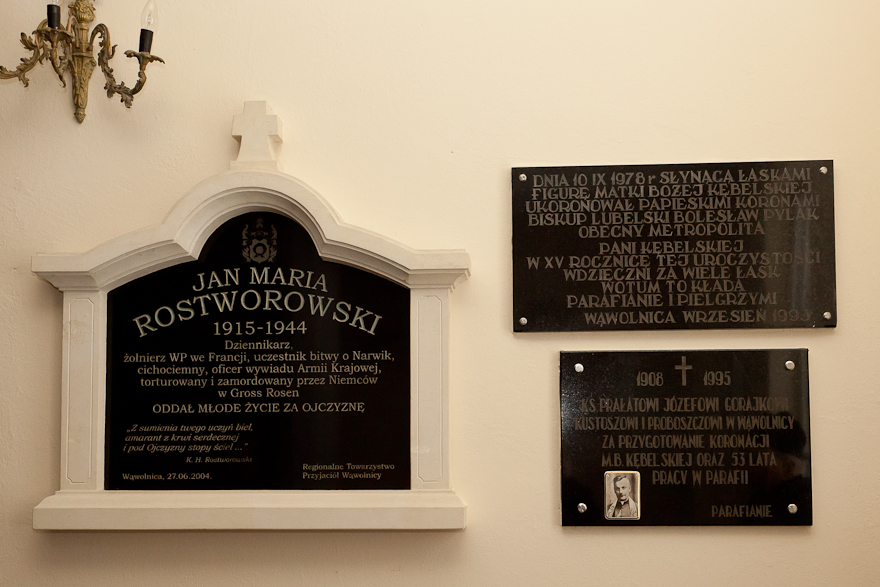 JAN MARIA
ROSTWOROWSKI
1915-1944
Dziennikarz,
żołnierz WP we Francji, uczestnik bitwy o Narwik,
cichociemny, oficer wywiadu Armii Krajowej,
torturowany i zamordowany przez Niemców
w Gross Rosen
ODDAŁ MŁODE ŻYCIE ZA OJCZYZNĘ
„Z sumienia twego uczyń biel,
amarant z krwi serdecznej
i pod Ojczyzny stopy ściel ..."
K. H. Rostworowski
Wąwolnica, 27.06.2004.
Regionalne Towarzystwo
Przyjaciół Wąwolnicy
DNIA 10 IX 1978 r SŁYNĄCĄ ŁASKAMI
FIGURĘ MATKI BOŻEJ KĘBELSKIEJ
UKORONOWAŁ PAPIESKIMI KORONAMI
BISKUP LUBELSKI BOLESŁAW PYLAK
OBECNY METROPOLITA
PANI KĘBELSKIEJ
W XV ROCZNICĘ TEJ UROCZYSTOŚCI
WDZIĘCZNI ZA WIELE ŁASK
WOTUM TO KŁADĄ
PARAFIANIE I PIELGRZYMI
WĄWOLNICA WRZESIEŃ 1993
1908 1995
KS. PRAŁATOWI JÓZEFOWI GORAJKOWI
KUSTOSZOWI I PROBOSZCZOWI W WĄWOLNICY
ZA PRZYGOTOWANIE KORONACJI
M.B. KĘBELSKIEJ ORAZ 53 LATA
PRACY W PARAFII
PARAFIANIE